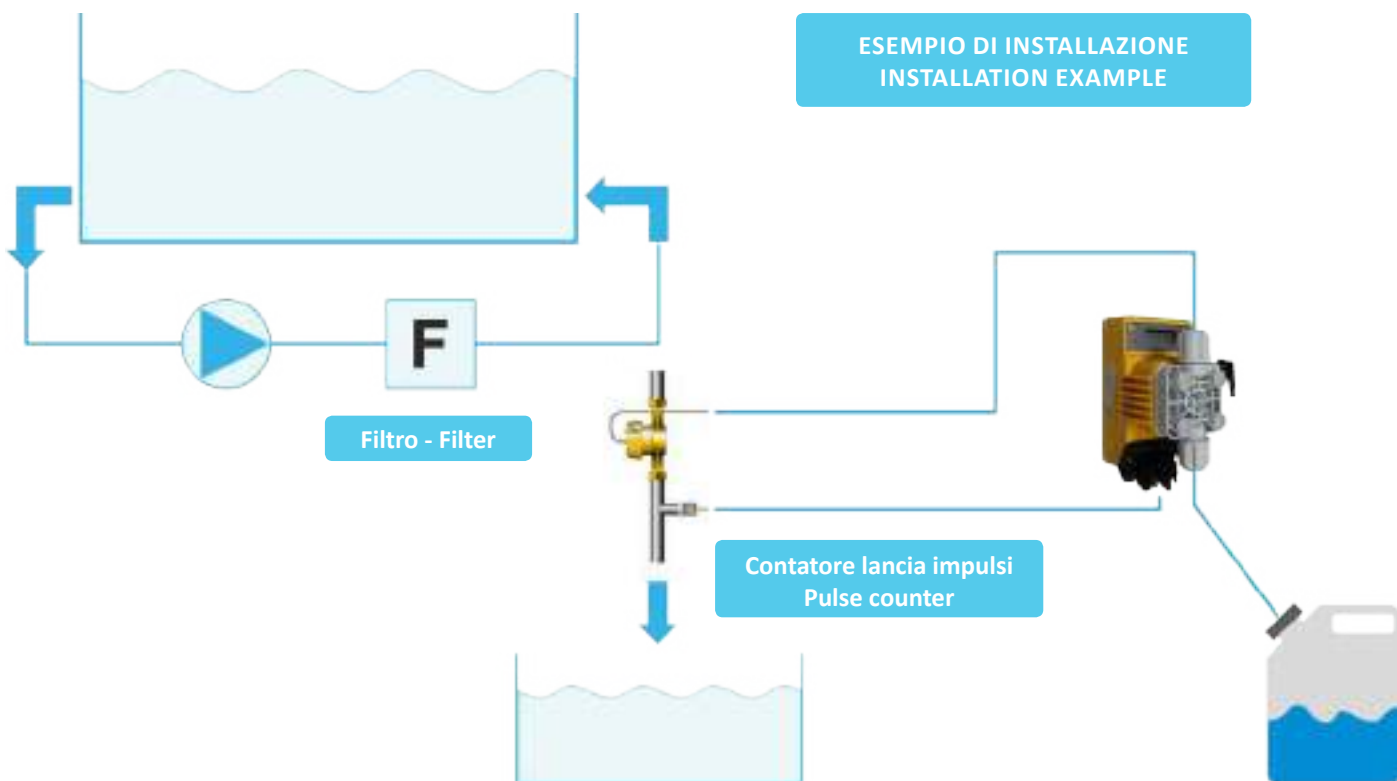 ESEMPIO DI INSTALLAZIONE
INSTALLATION EXAMPLE
F
Filtro - Filter
Contatore lancia impulsi
Pulse counter